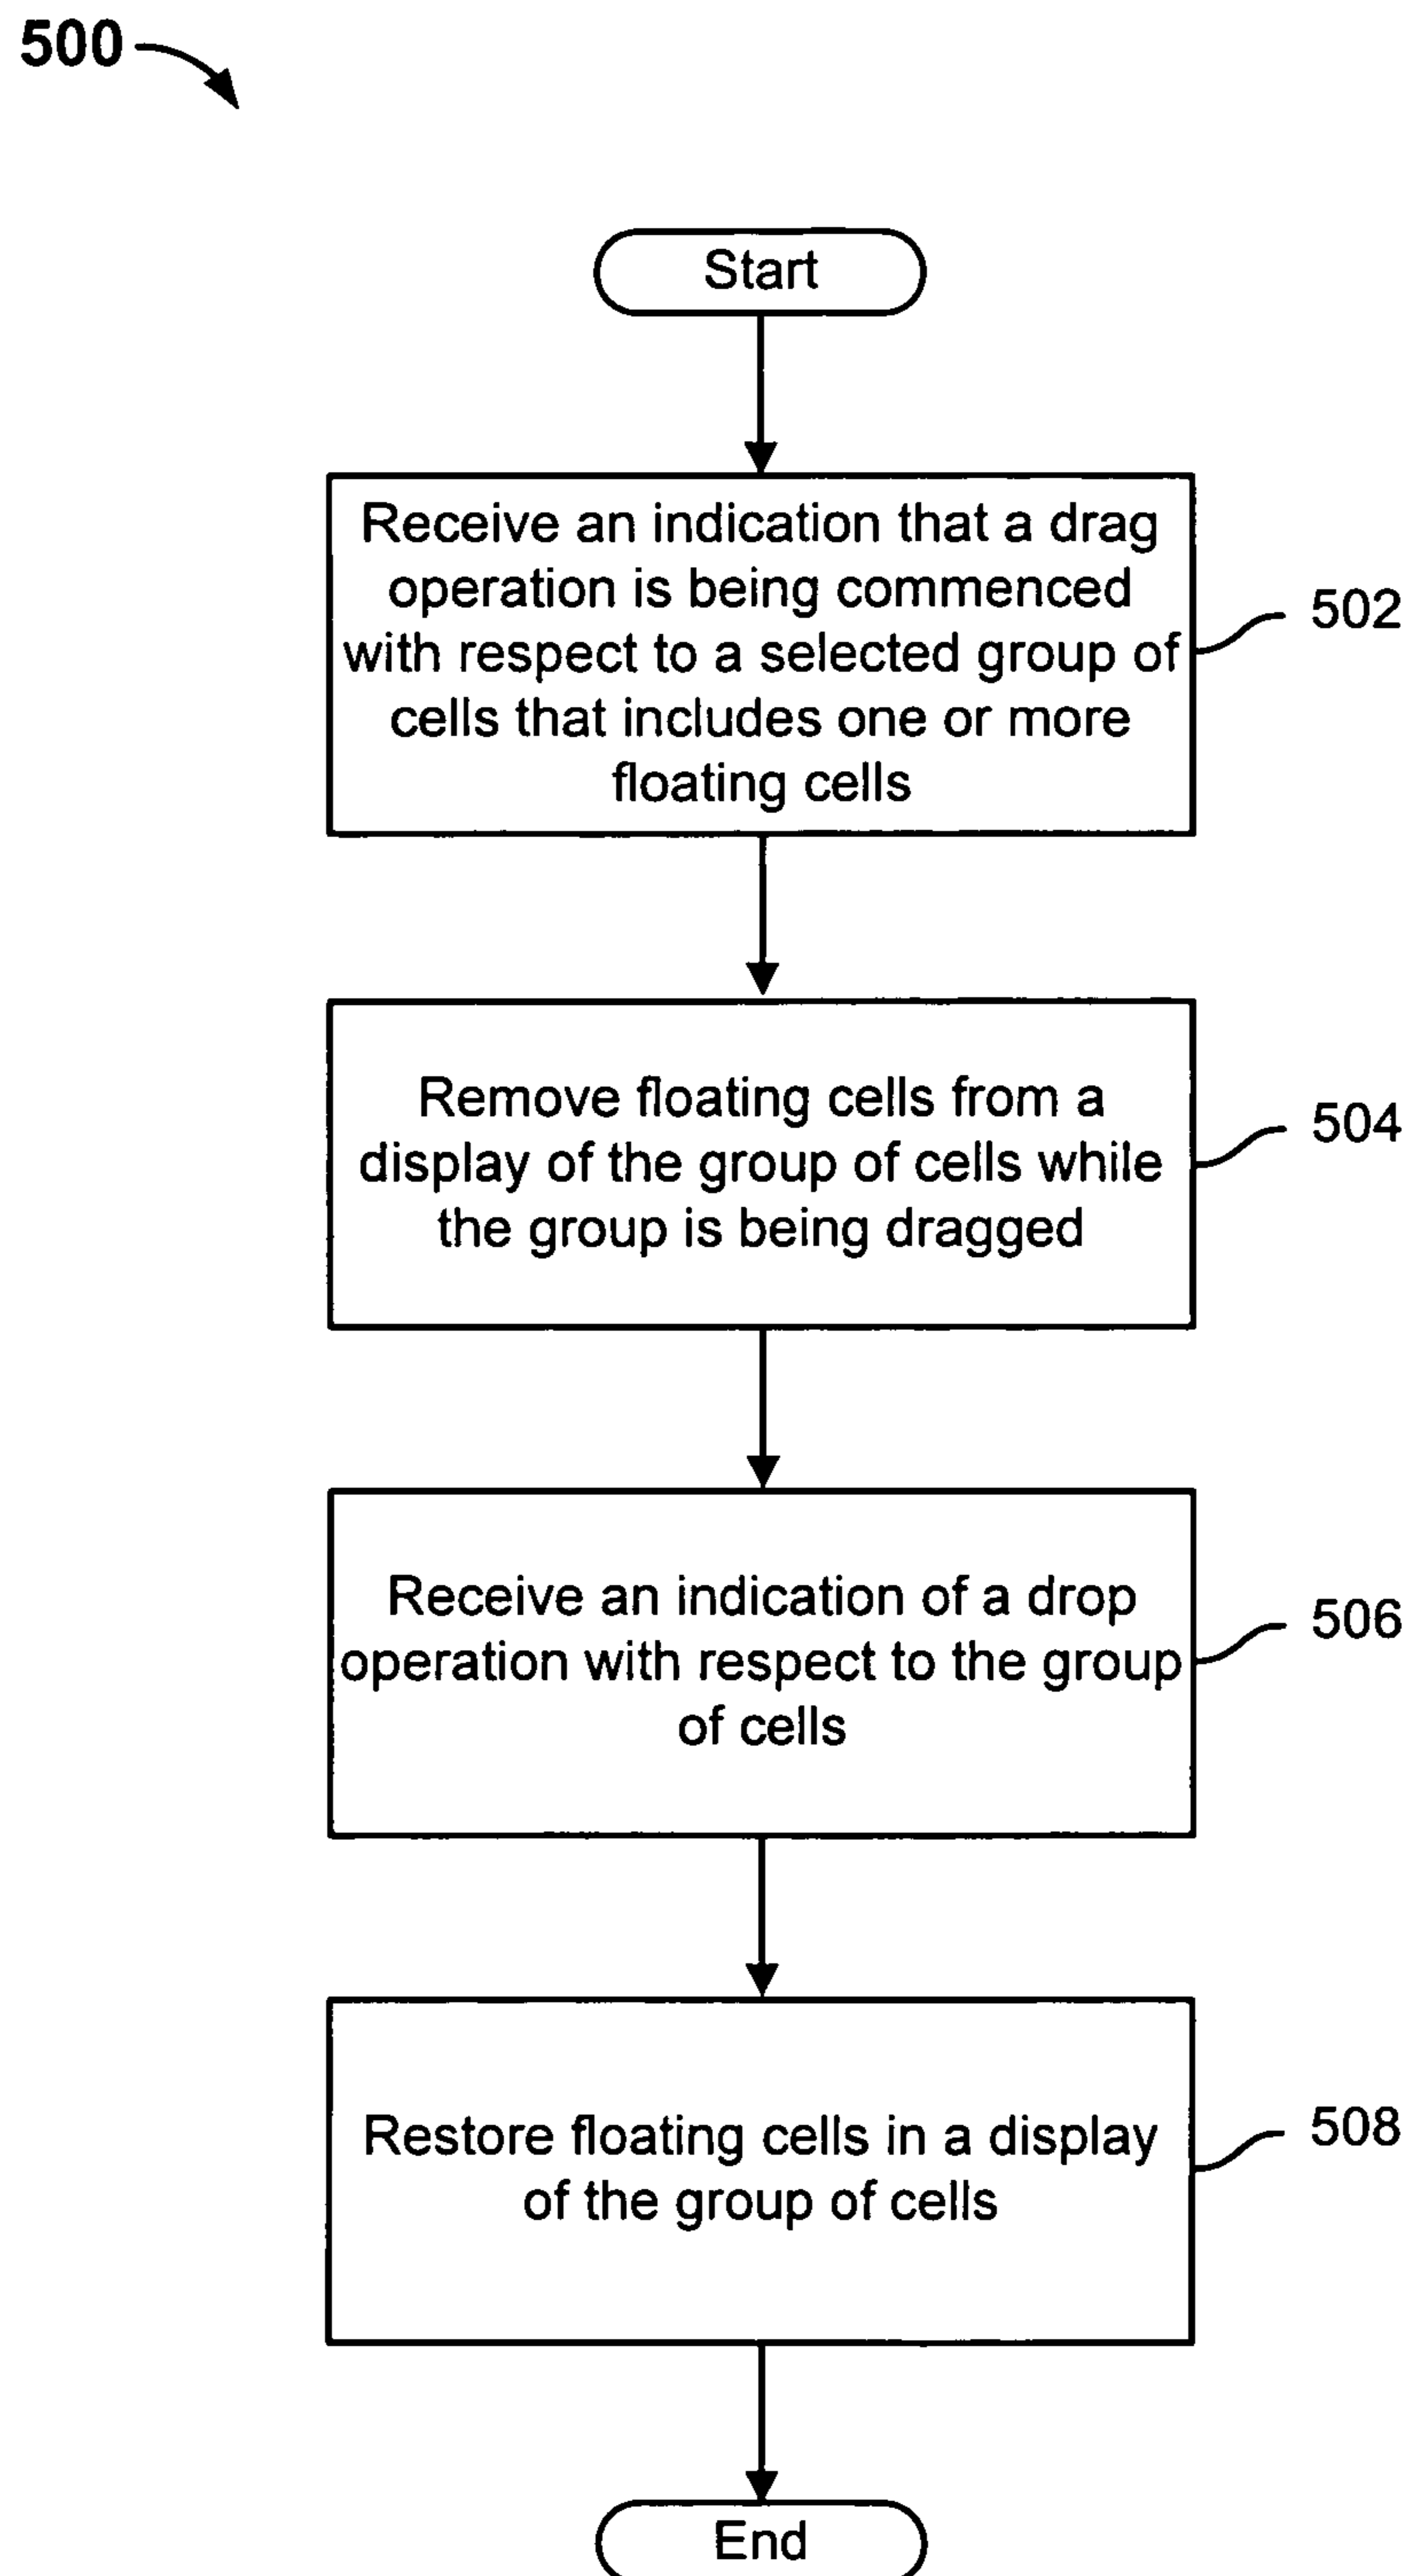 500
Start
Receive an indication that a drag
operation is being commenced
with respect to a selected group of
cells that includes one or more
floating cells
502
Remove floating cells from a
display of the group of cells while
the group is being dragged
504
Receive an indication of a drop
operation with respect to the group
of cells
506
Restore floating cells in a display
of the group of cells
508
End